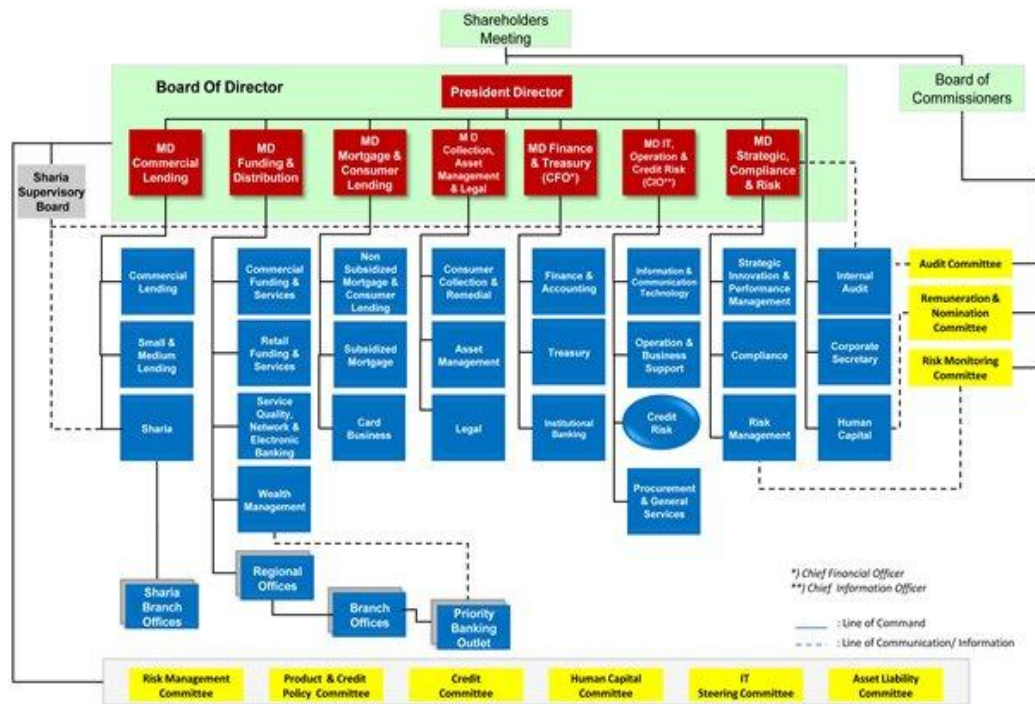 Shareholders
Meeting
Board Of Director
President Director
Board of
Commissioners
MD
Commercial
Lending
MD
Funding &
Distribution
MD
Mortgage &
Consumer
Lending
M D
Collection,
Asset
Management
& Legal
MD Finance
& Treasury
(CFO*)
MD IT,
Operation &
Credit Risk
(CIO**)
MD
Strategic,
Compliance
& Risk
Sharia
Supervisory
Board
Commercial
Lending
Commercial
Funding &
Services
Non
Subsidized
Mortgage &
Consumer
Lending
Consumer
Collection &
Remedial
Finance &
Accounting
Information &
Communication
Technology
Strategic
Innovation &
Performance
Management
Internal
Audit
Audit Committee
Small &
Medium
Lending
Retail
Funding &
Services
Subsidized
Mortgage
Asset
Management
Treasury
Operation &
Business
Support
Compliance
Corporate
Secretary
Remuneration &
Nomination
Committee
Risk Monitoring
Committee
Sharia
Service
Quality,
Network &
Electronic
Banking
Card
Business
Legal
Institutional
Banking
Credit
Risk
Risk
Management
Human
Capital
Wealth
Management
Procurement
& General
Services
Sharia
Branch
Offices
Regional
Offices
Branch
Offices
Priority
Banking
Outlet
*) Chief Financial Officer
**) Chief Information Officer
: Line of Command
: Line of Communication/ Information
Risk Management
Committee
Product & Credit
Policy Committee
Credit
Committee
Human Capital
Committee
IT
Steering Committee
Asset Liability
Committee